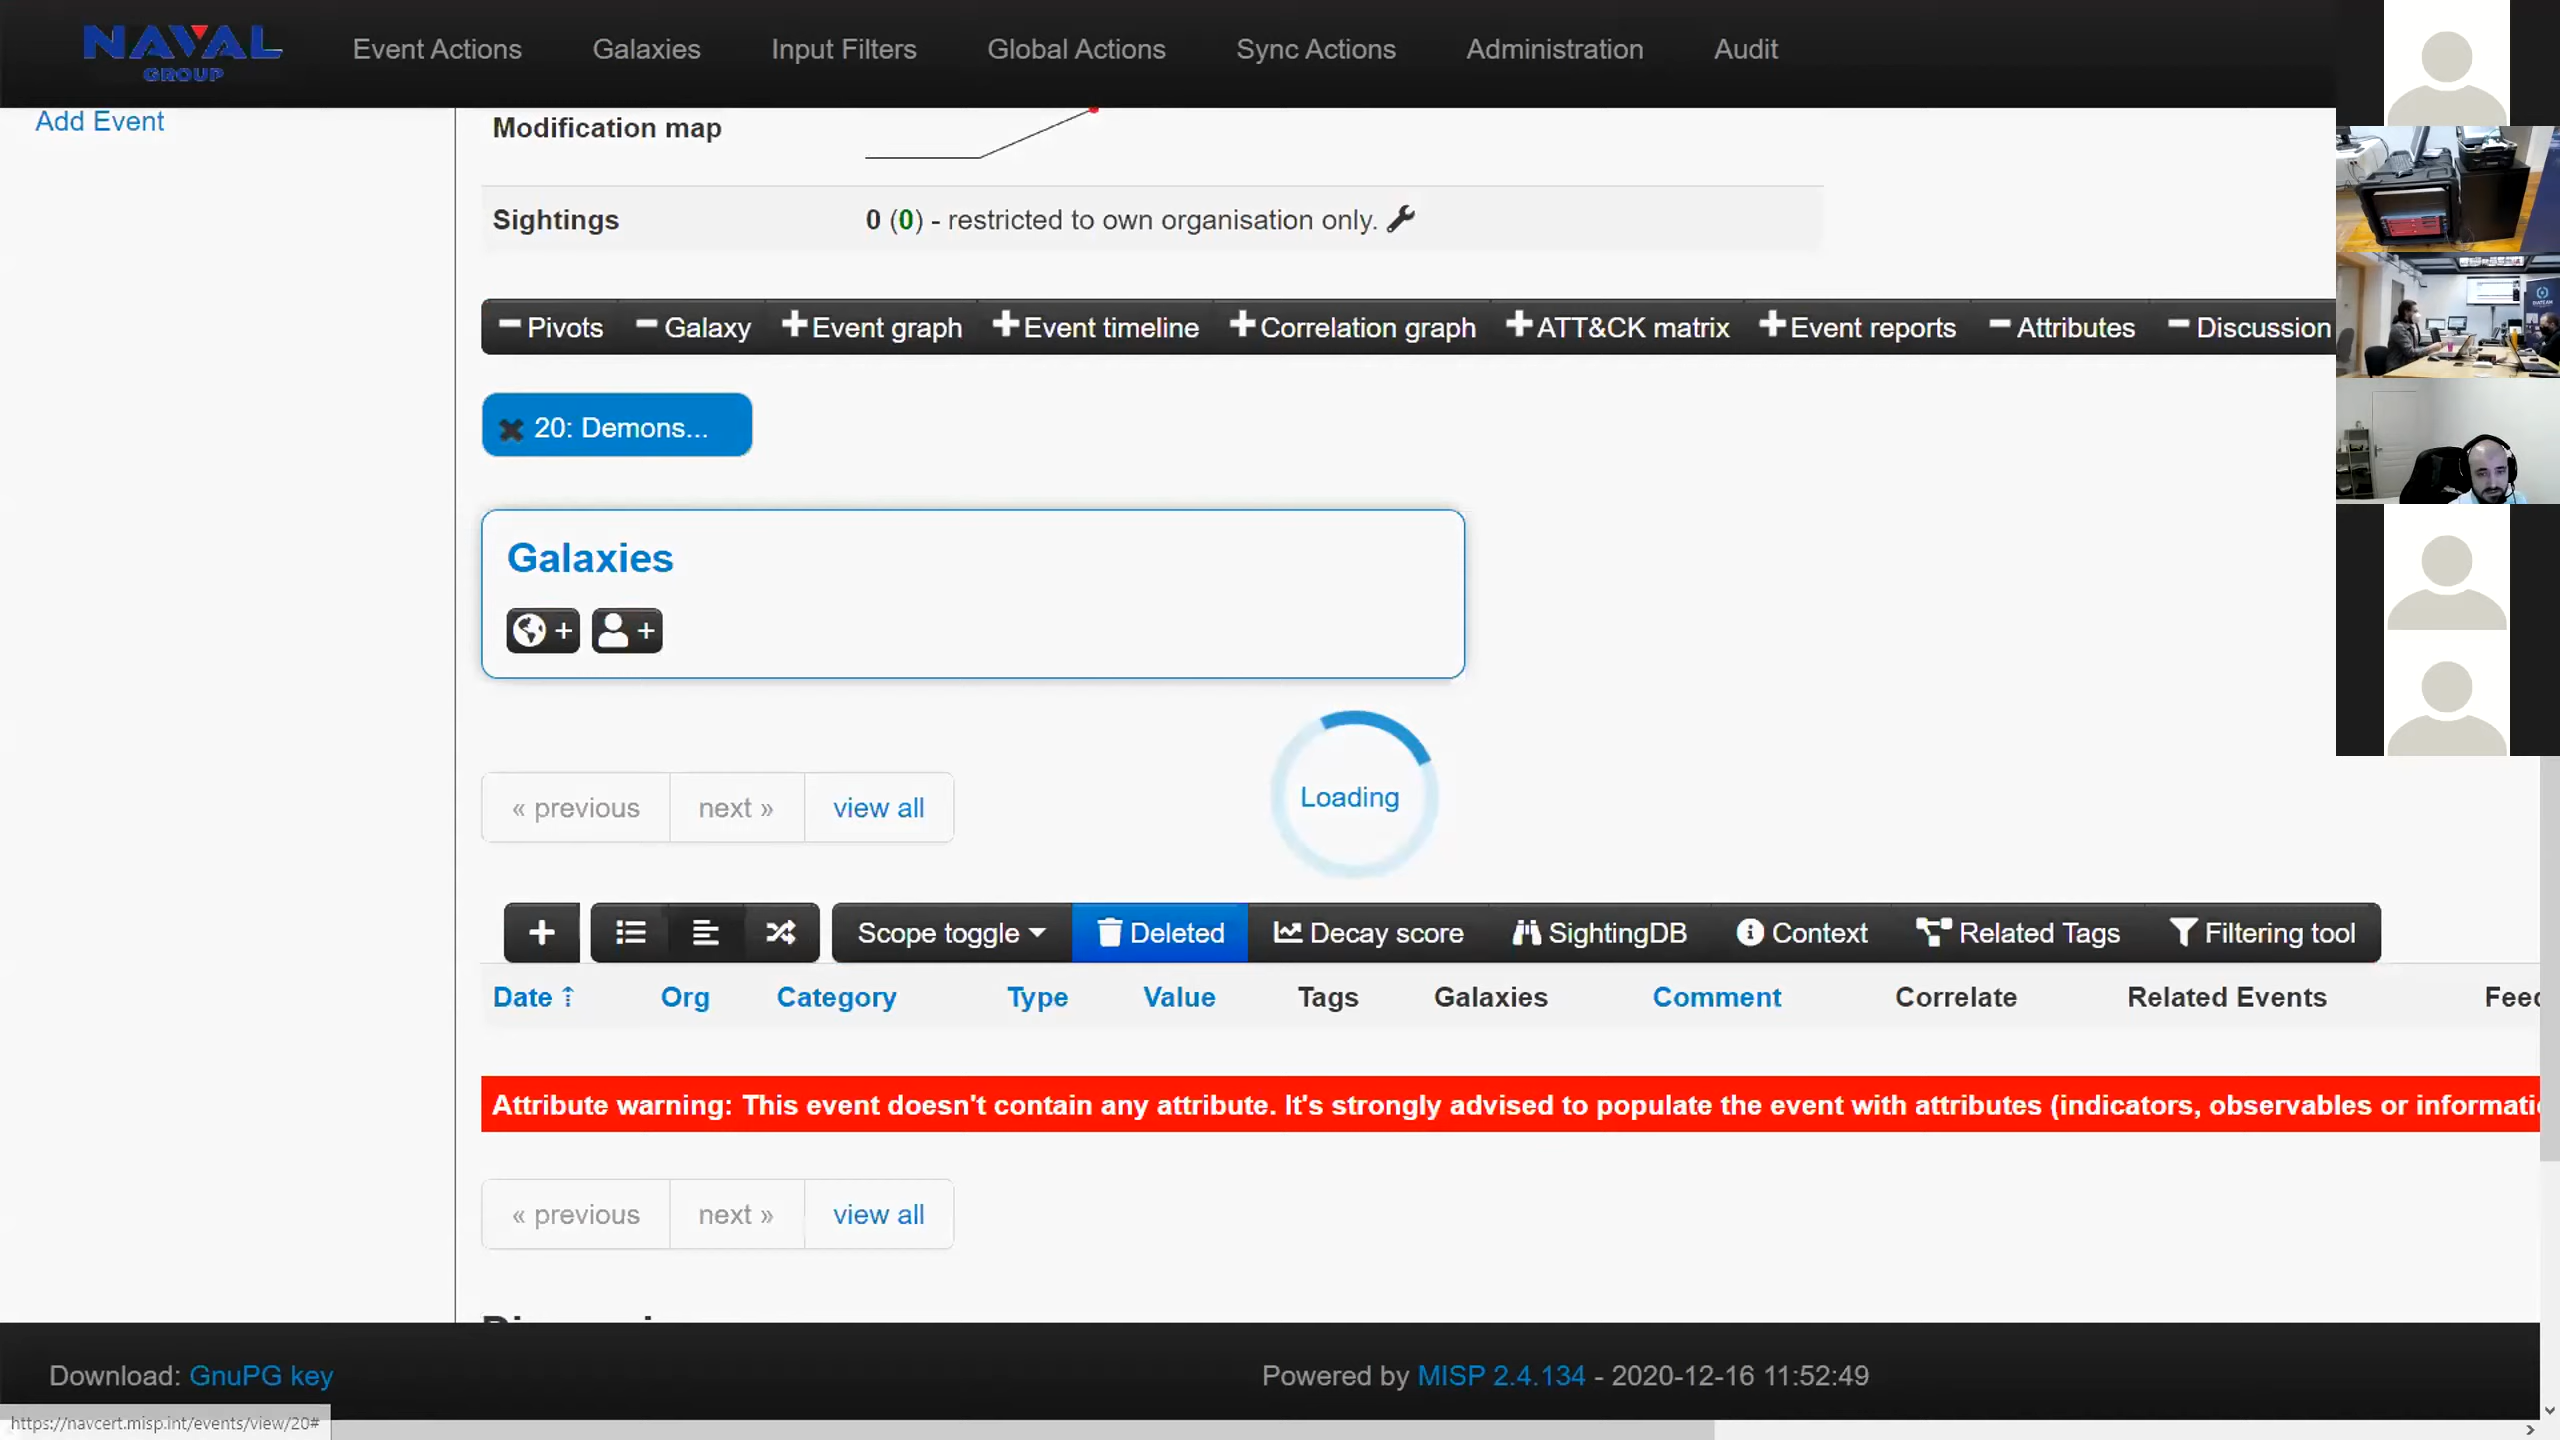 NAVAL GROUP Event Actions Galaxies Input Filters Global Actions Sync Actions Administration Audit
Add Event
Modification map
Sightings 0 (0) - restricted to own organisation only.
Pivots Galaxy Event graph Event timeline Correlation graph ATT&CK matrix Event reports Attributes Discussion
20: Demons...
Galaxies
+ +
Loading
« previous next » view all
+ Scope toggle Deleted Decay score SightingDB Context Related Tags Filtering tool
Date Org Category Type Value Tags Galaxies Comment Correlate Related Events Feed
Attribute warning: This event doesn't contain any attribute. It's strongly advised to populate the event with attributes (indicators, observables or informati
« previous next » view all
Download: GnuPG key Powered by MISP 2.4.134 - 2020-12-16 11:52:49
https://navcert.misp.int/events/view/20#